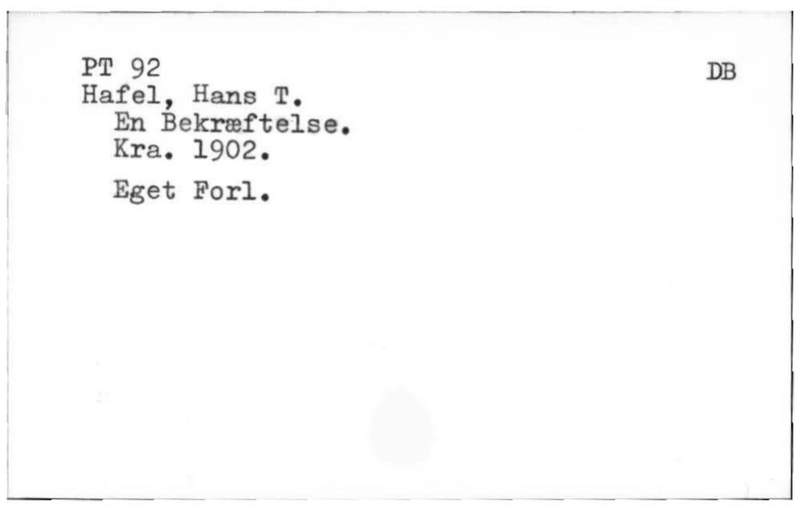 PT 92 DB
Hafel, Hans T.
En Bekræftelse.
Kra. 1902.
Eget Forl.